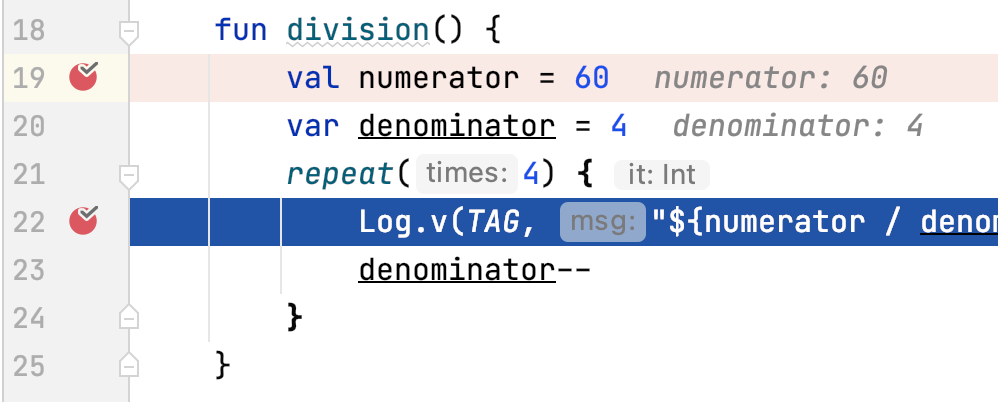 18 fun division() {
19 val numerator = 60 numerator: 60
20 var denominator = 4 denominator: 4
21 repeat( times: 4) { it: Int
22 Log.v(TAG, msg: "${numerator / denon
23 denominator--
24 }
25 }